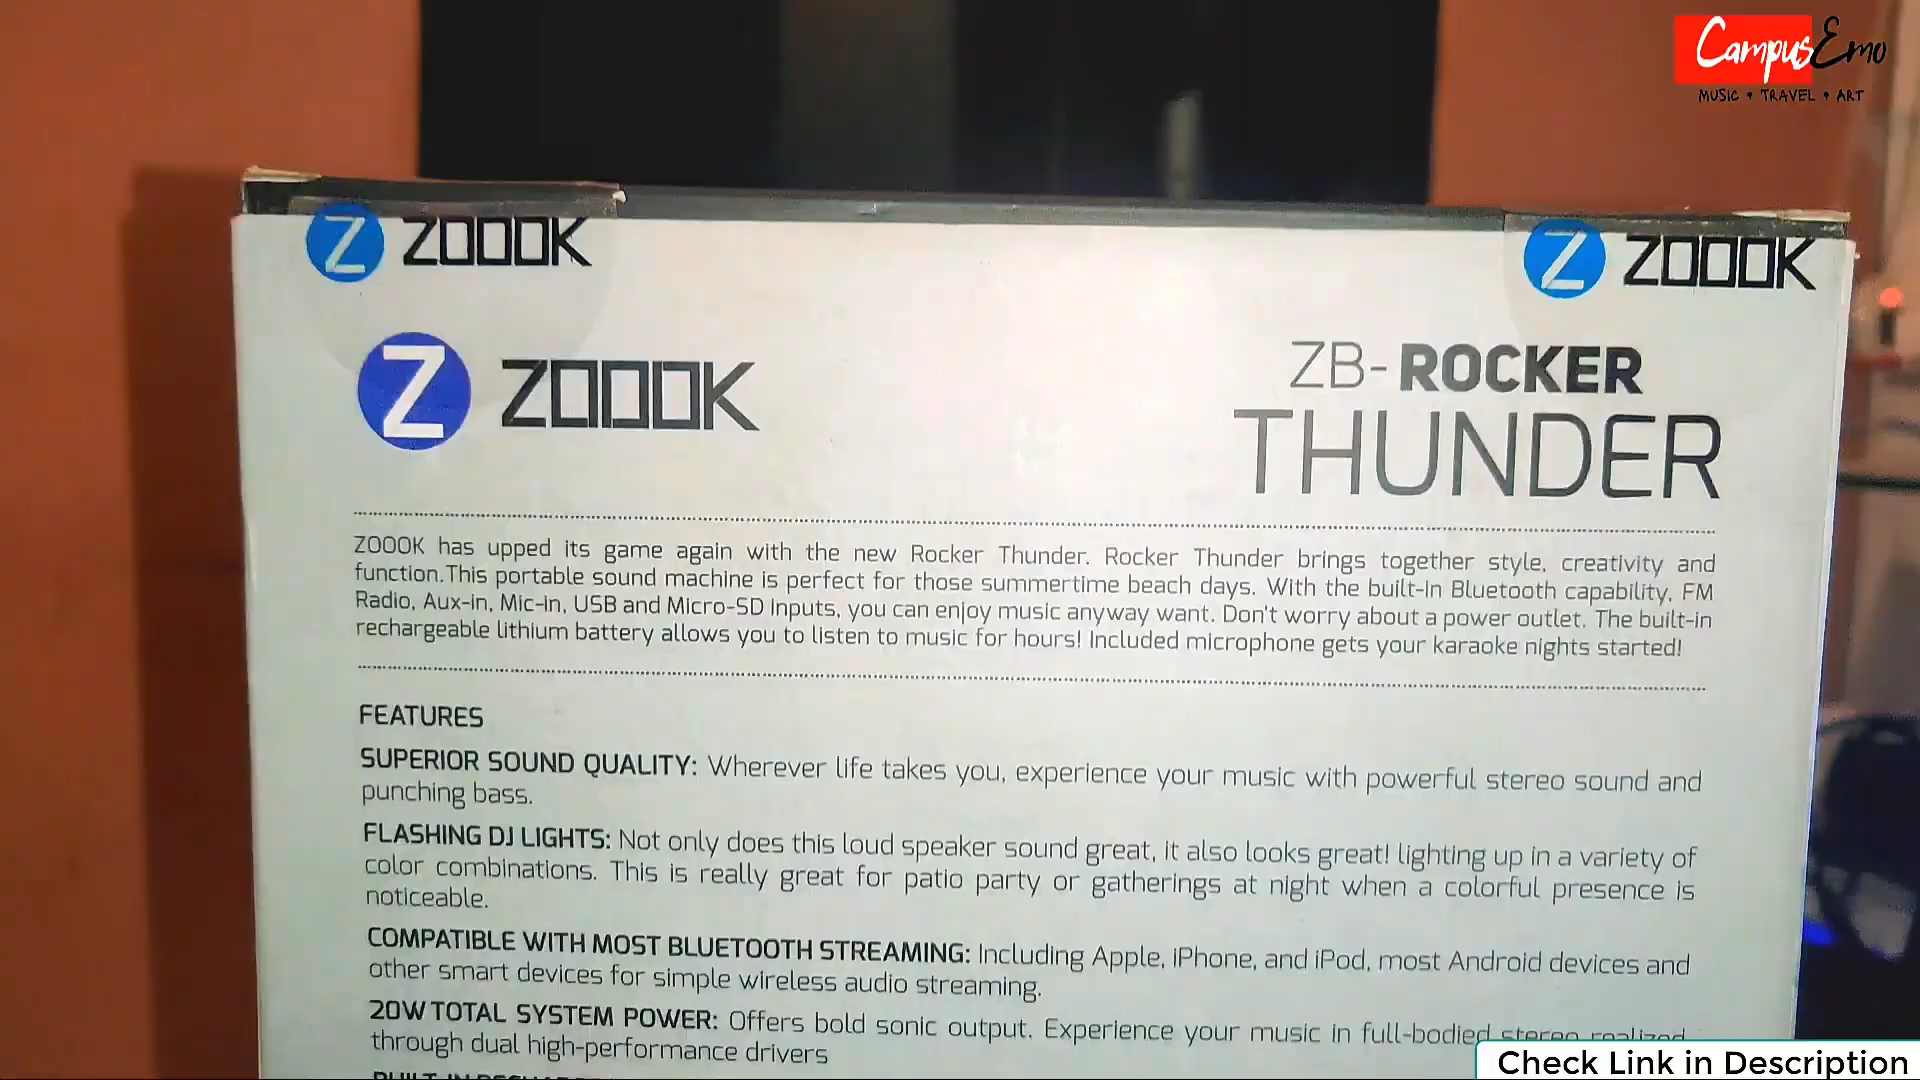 CampusEmo
MUSIC • TRAVEL • ART
Z ZOOOK
Z ZOOOK
Z ZOOOK
ZB-ROCKER
THUNDER
ZOOOK has upped its game again with the new Rocker Thunder. Rocker Thunder brings together style, creativity and
function.This portable sound machine is perfect for those summertime beach days. With the built-in Bluetooth capability, FM
Radio, Aux-in, Mic-in, USB and Micro-SD Inputs, you can enjoy music anyway want. Don't worry about a power outlet. The built-in
rechargeable lithium battery allows you to listen to music for hours! Included microphone gets your karaoke nights started!
FEATURES
SUPERIOR SOUND QUALITY: Wherever life takes you, experience your music with powerful stereo sound and
punching bass.
FLASHING DJ LIGHTS: Not only does this loud speaker sound great, it also looks great! lighting up in a variety of
color combinations. This is really great for patio party or gatherings at night when a colorful presence is
noticeable.
COMPATIBLE WITH MOST BLUETOOTH STREAMING: Including Apple, iPhone, and iPod, most Android devices and
other smart devices for simple wireless audio streaming.
20W TOTAL SYSTEM POWER: Offers bold sonic output. Experience your music in full-bodied stereo realized
through dual high-performance drivers
Check Link in Description